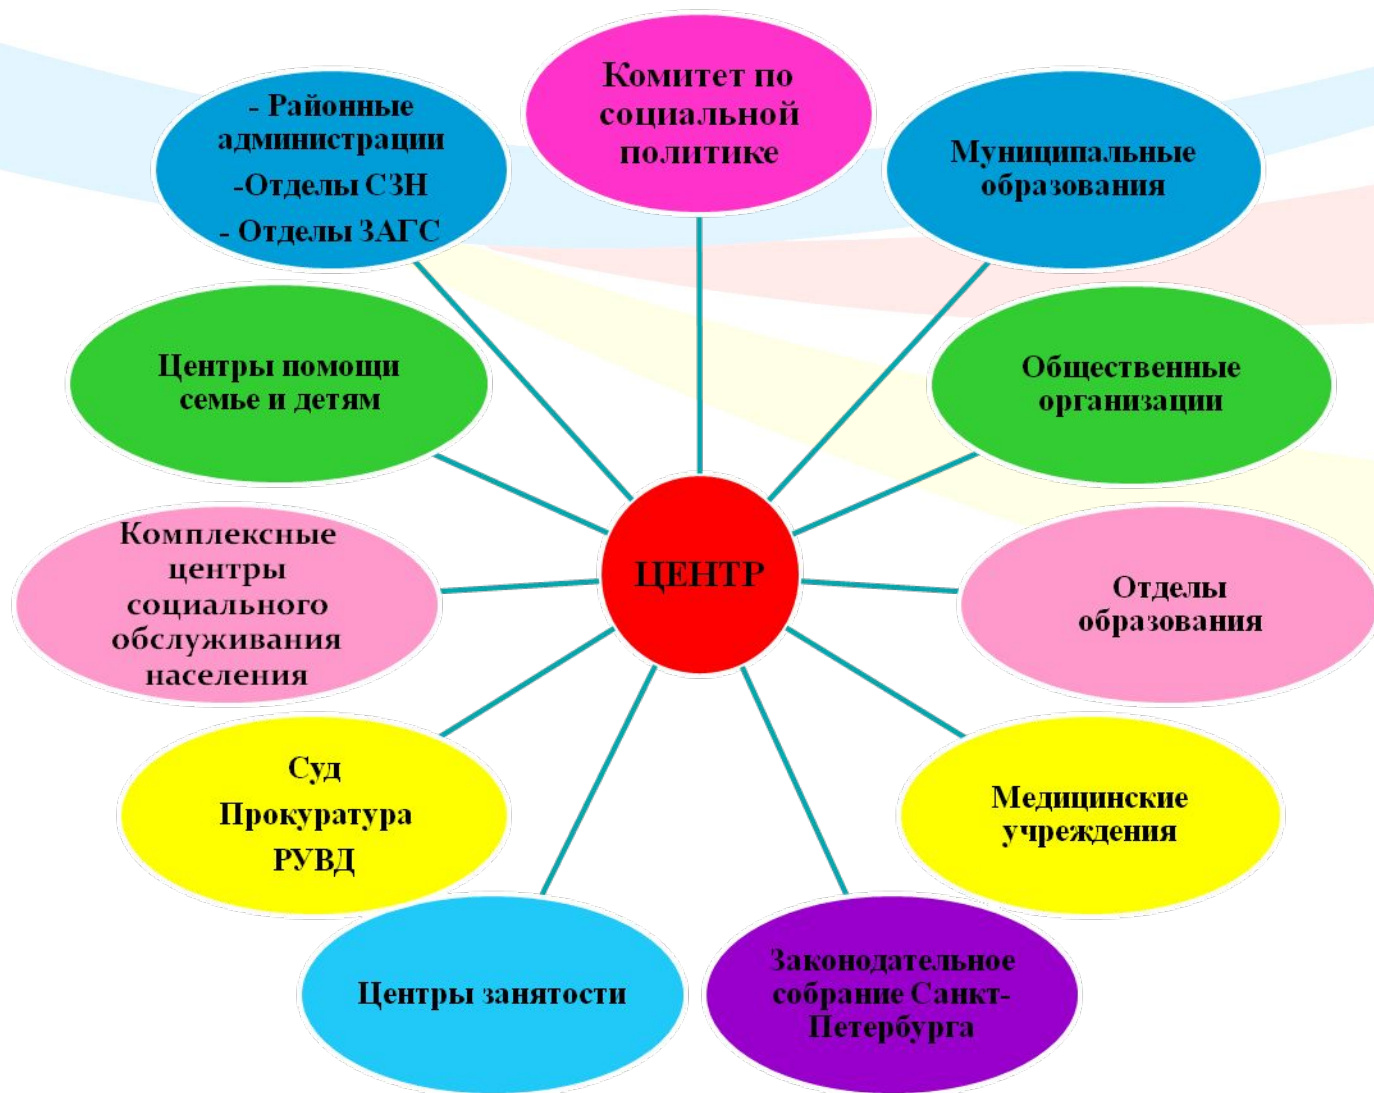 Комитет по
социальной
политике
- Районные
администрации
-Отделы СЗН
- Отделы ЗАГС
Муниципальные
образования
Центры помощи
семье и детям
Общественные
организации
ЦЕНТР
Комплексные
центры
социального
обслуживания
населения
Отделы
образования
Суд
Прокуратура
РУВД
Медицинские
учреждения
Центры занятости
Законодательное
собрание Санкт-
Петербурга